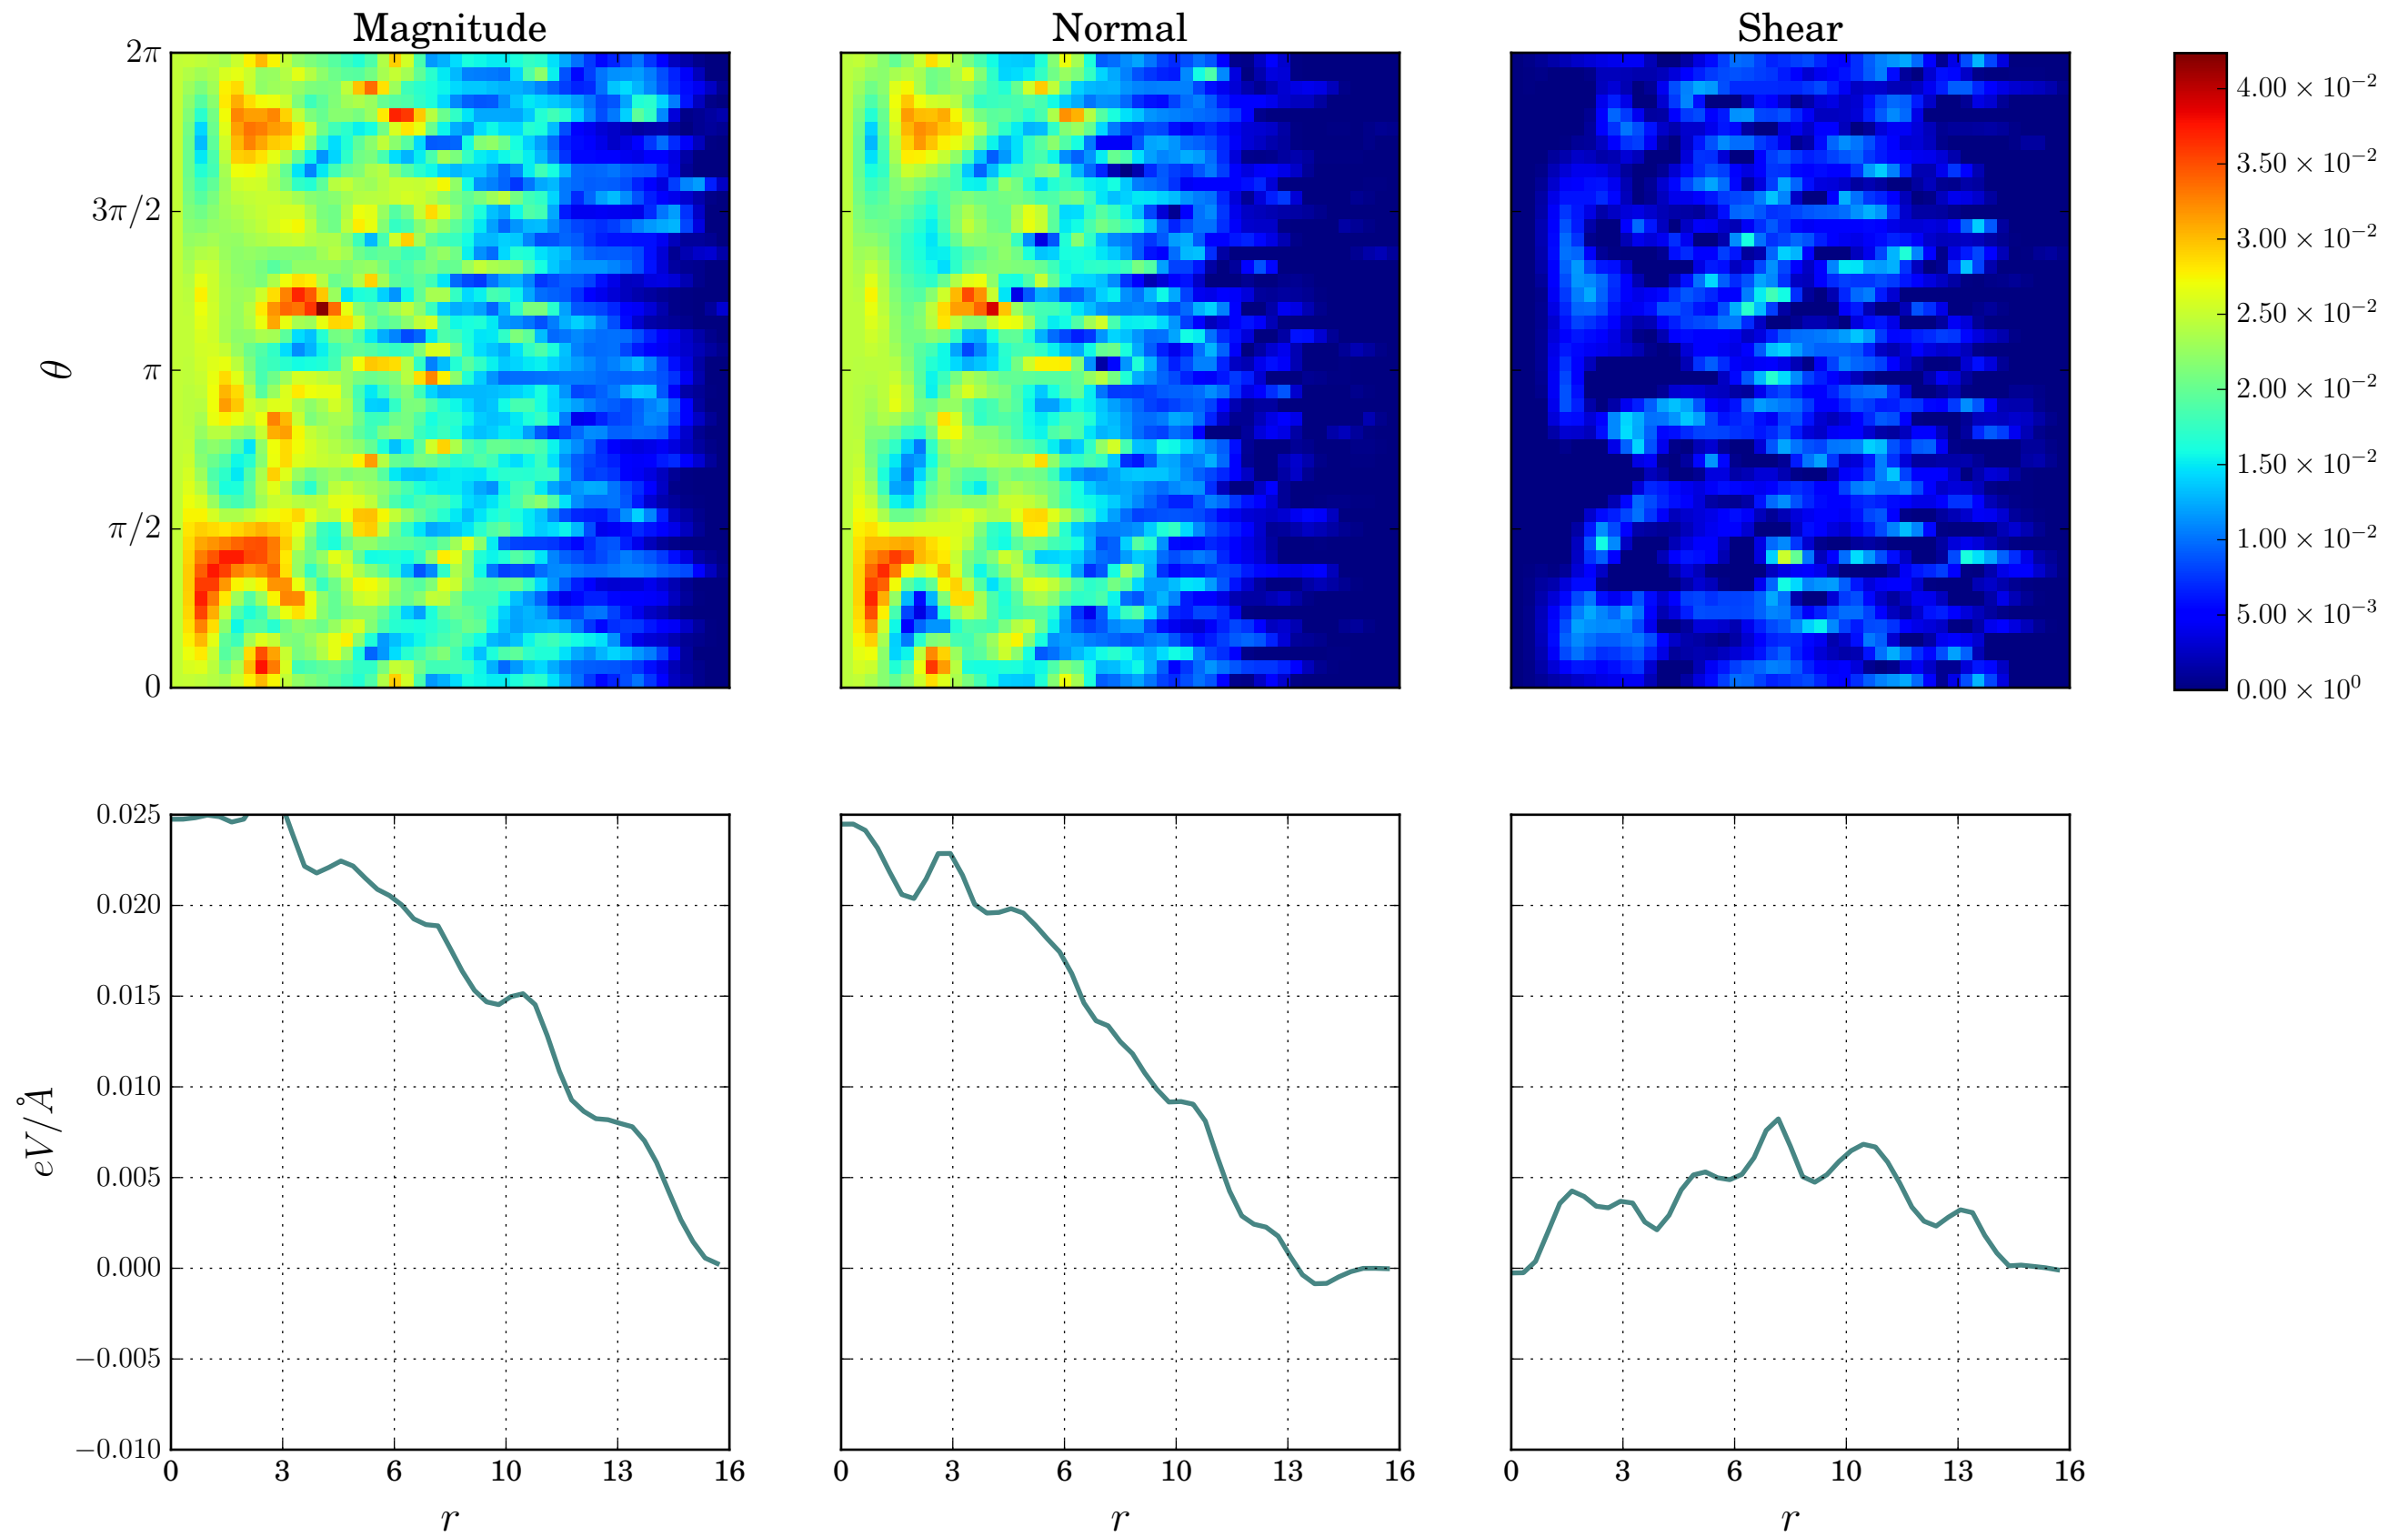 Magnitude
Normal
Shear
2π
3π/2
π
π/2
0
θ
4.00 × 10⁻²
3.50 × 10⁻²
3.00 × 10⁻²
2.50 × 10⁻²
2.00 × 10⁻²
1.50 × 10⁻²
1.00 × 10⁻²
5.00 × 10⁻³
0.00 × 10⁰
0.025
0.020
0.015
0.010
0.005
0.000
−0.005
−0.010
eV/Å
0 3 6 10 13 16
0 3 6 10 13 16
0 3 6 10 13 16
r
r
r